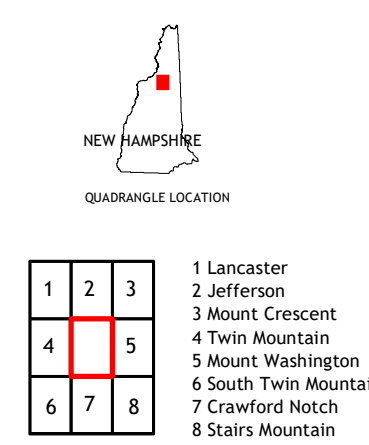 NEW HAMPSHIRE
QUADRANGLE LOCATION
1 2 3
4 5
6 7 8
1 Lancaster
2 Jefferson
3 Mount Crescent
4 Twin Mountain
5 Mount Washington
6 South Twin Mountai
7 Crawford Notch
8 Stairs Mountain